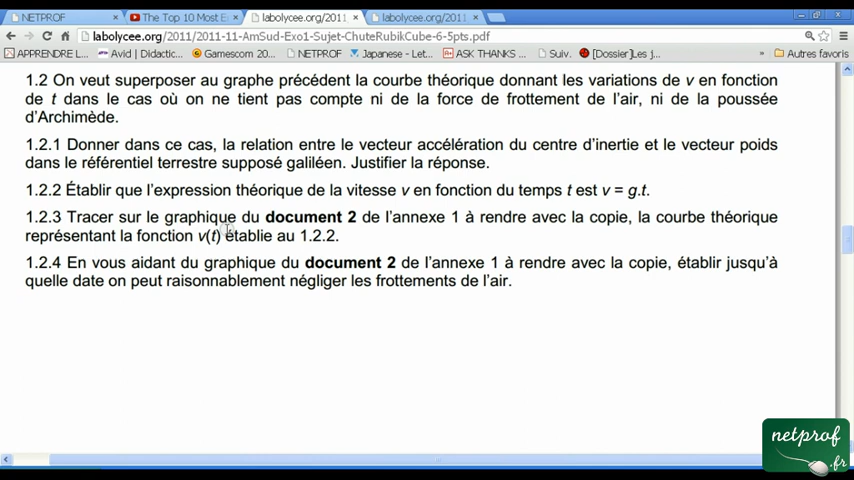 NETPROF
The Top 10 Most E
labolycee.org/2011
labolycee.org/2011
labolycee.org/2011/2011-11-AmSud-Exo1-Sujet-ChuteRubikCube-6-5pts.pdf
APPRENDRE L...
Avid | Didactic...
Gamescom 20...
NETPROF
Japanese - Let...
ASK THANKS ...
Suiv.
[Dossier]Les j...
»
Autres favoris
1.2 On veut superposer au graphe précédent la courbe théorique donnant les variations de v en fonction
de t dans le cas où on ne tient pas compte ni de la force de frottement de l'air, ni de la poussée
d'Archimède.
1.2.1 Donner dans ce cas, la relation entre le vecteur accélération du centre d'inertie et le vecteur poids
dans le référentiel terrestre supposé galiléen. Justifier la réponse.
1.2.2 Établir que l'expression théorique de la vitesse v en fonction du temps t est v = g.t.
1.2.3 Tracer sur le graphique du document 2 de l'annexe 1 à rendre avec la copie, la courbe théorique
représentant la fonction v(t) établie au 1.2.2.
1.2.4 En vous aidant du graphique du document 2 de l'annexe 1 à rendre avec la copie, établir jusqu'à
quelle date on peut raisonnablement négliger les frottements de l'air.
netprof
.fr